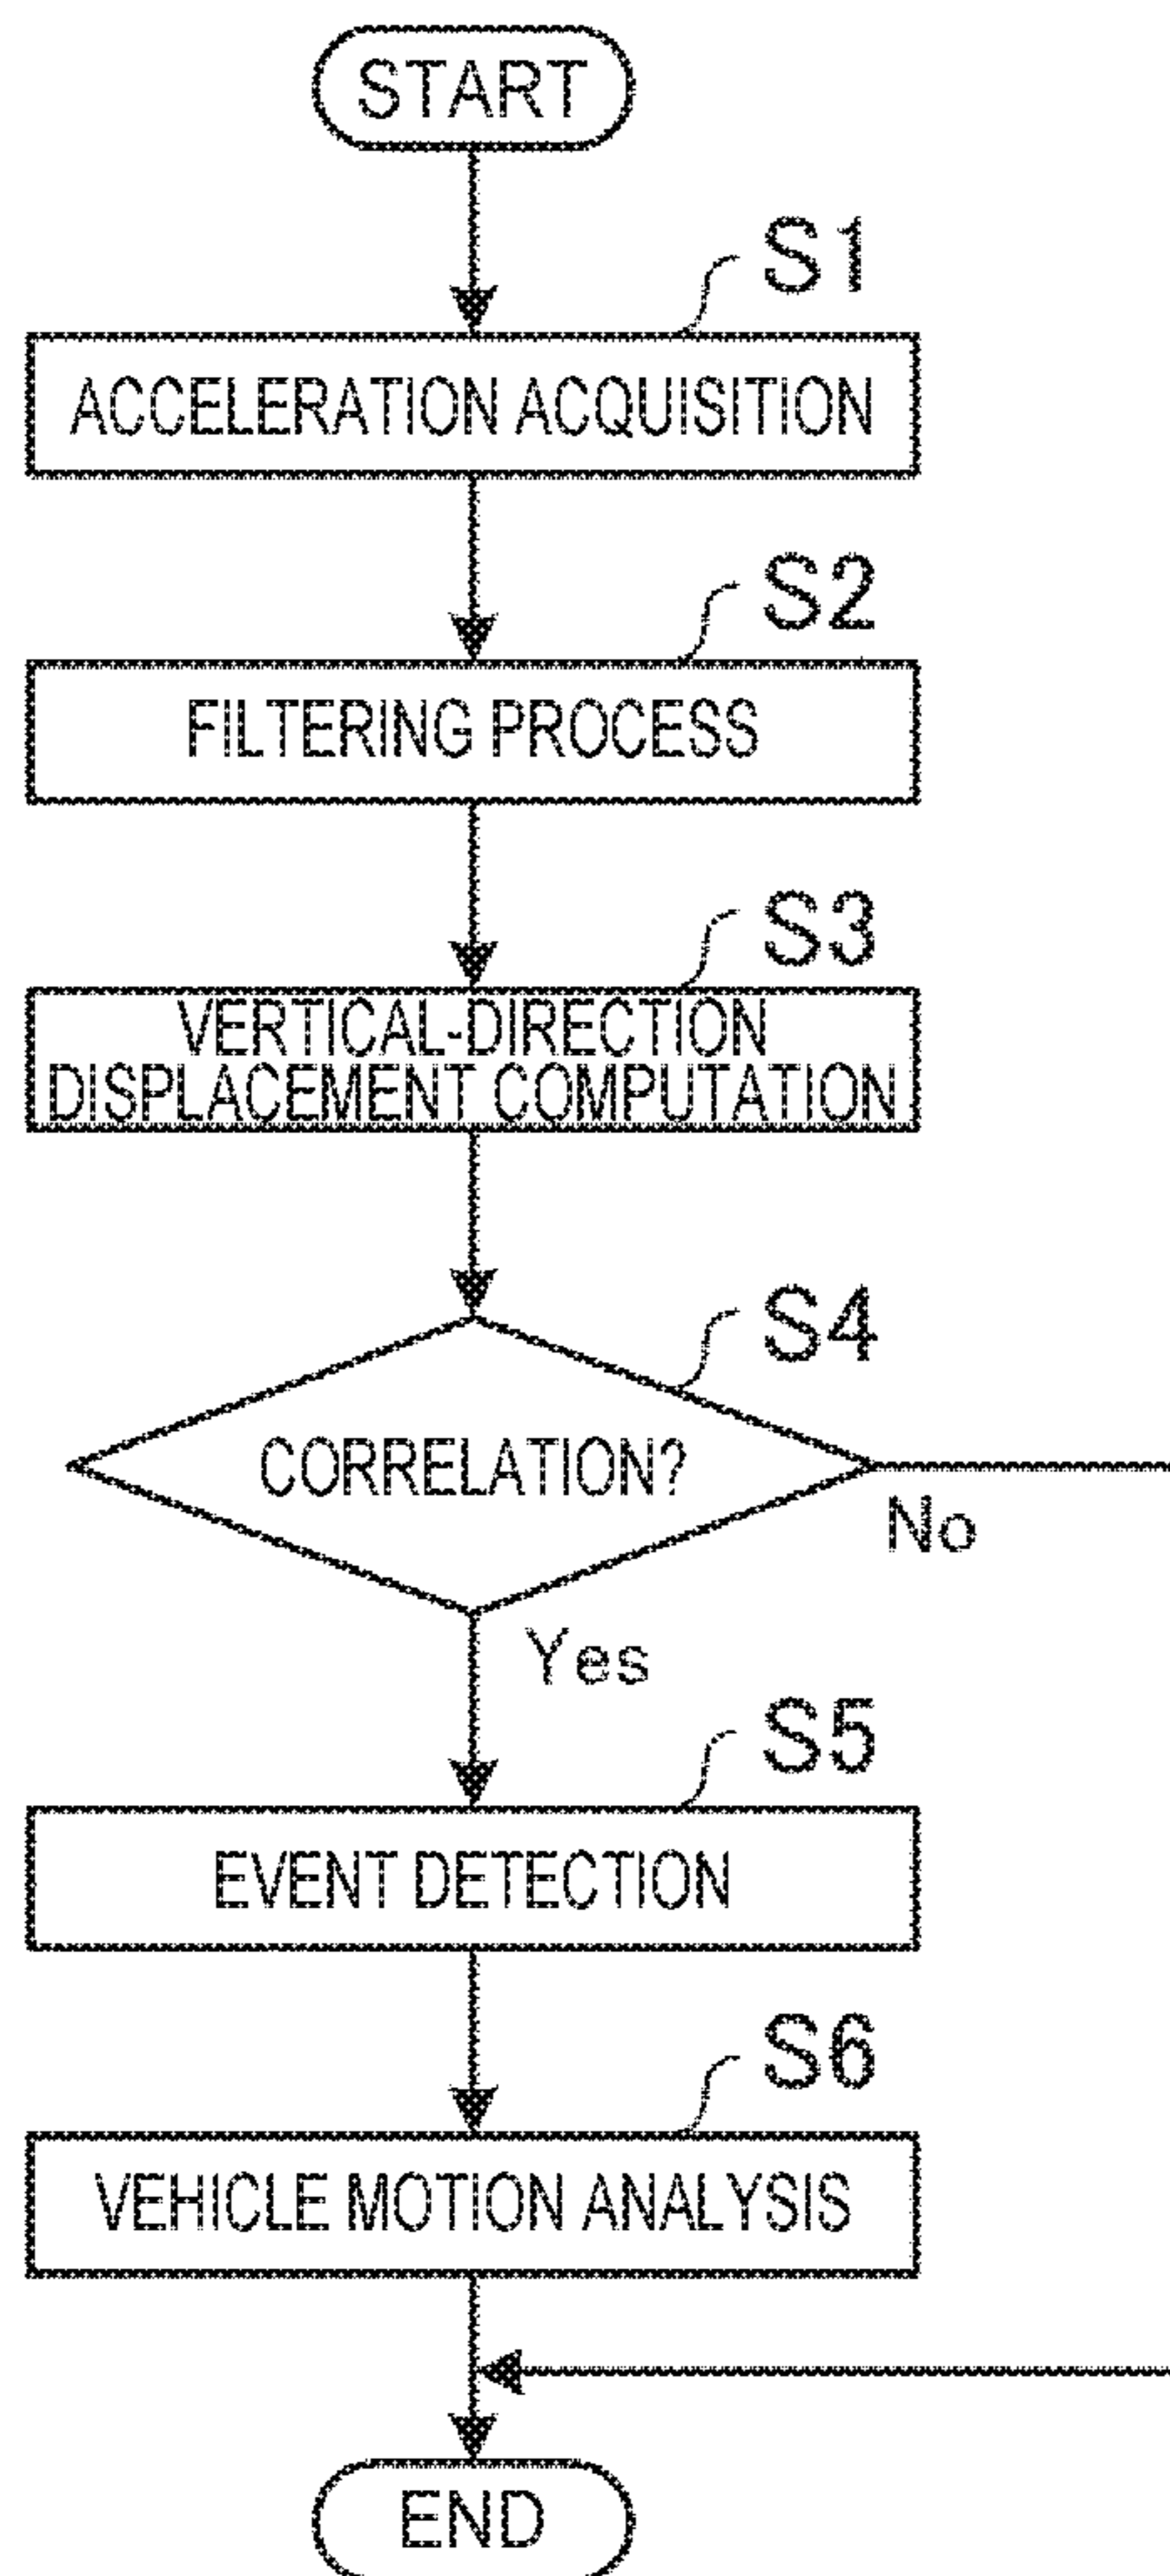 START
S1
ACCELERATION ACQUISITION
S2
FILTERING PROCESS
S3
VERTICAL-DIRECTION
DISPLACEMENT COMPUTATION
S4
CORRELATION?
No
Yes
S5
EVENT DETECTION
S6
VEHICLE MOTION ANALYSIS
END